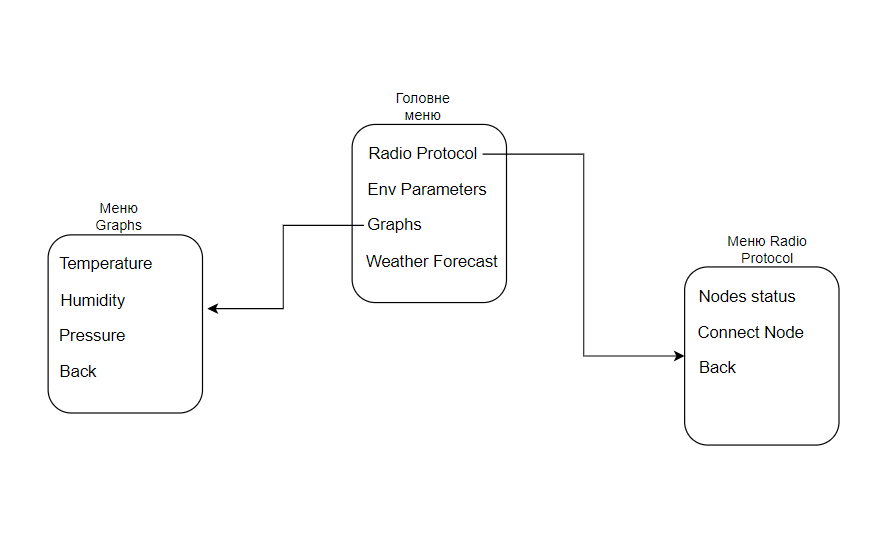 Головне
меню
Radio Protocol
Env Parameters
Graphs
Weather Forecast
Меню
Graphs
Temperature
Humidity
Pressure
Back
Меню Radio
Protocol
Nodes status
Connect Node
Back